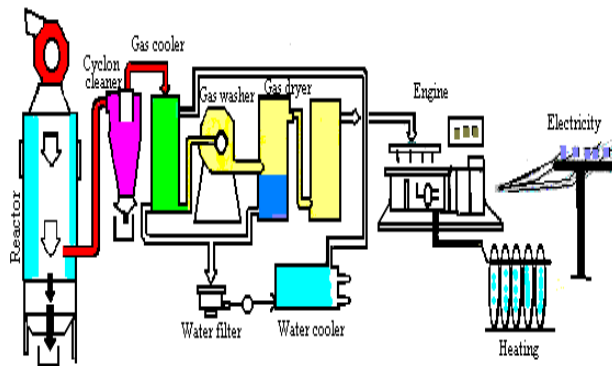 Gas cooler
Cyclon
cleaner
Gas washer
Gas dryer
Engine
Electricity
Reactor
Water filter
Water cooler
Heating